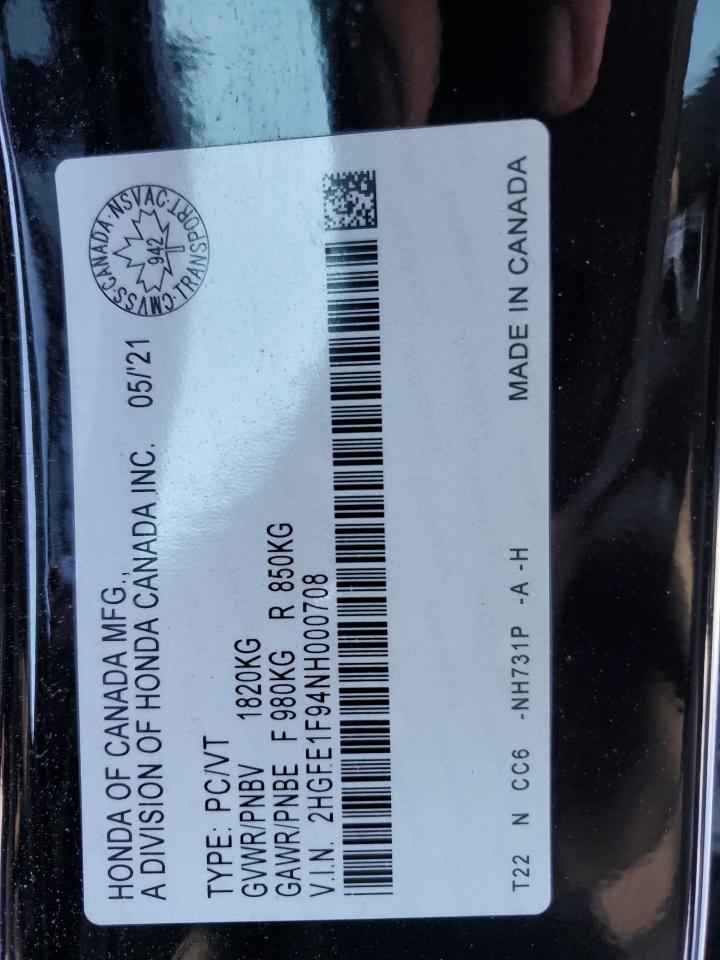 HONDA OF CANADA MFG.,
A DIVISION OF HONDA CANADA INC. 05/'21
CMVSS·CANADA·NSVAC·TRANSPORT·
942
TYPE: PC/VT
GVWR/PNBV 1820KG
GAWR/PNBE F 980KG R 850KG
V.I.N. 2HGFE1F94NH000708
T22 N CC6 -NH731P -A -H MADE IN CANADA